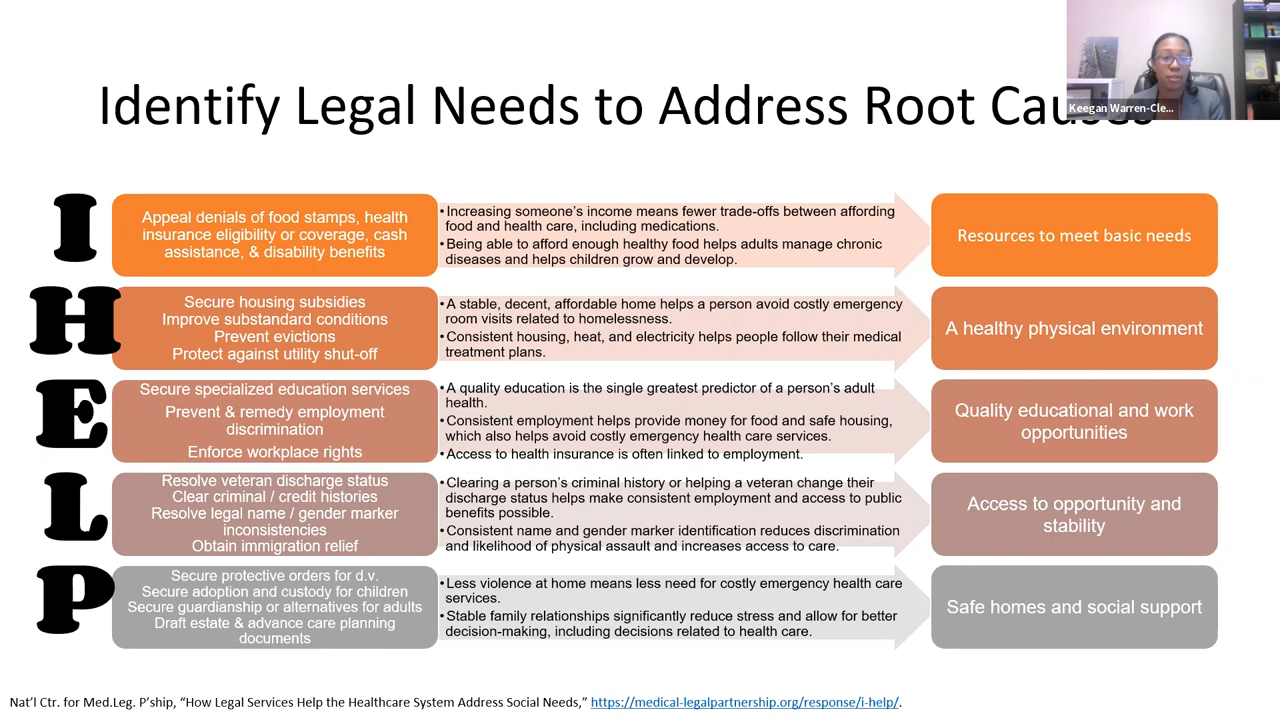 Identify Legal Needs to Address Root Causes
Keegan Warren-Cle...
I
Appeal denials of food stamps, health
insurance eligibility or coverage, cash
assistance, & disability benefits
•Increasing someone's income means fewer trade-offs between affording
food and health care, including medications.
•Being able to afford enough healthy food helps adults manage chronic
diseases and helps children grow and develop.
Resources to meet basic needs
H
Secure housing subsidies
Improve substandard conditions
Prevent evictions
Protect against utility shut-off
•A stable, decent, affordable home helps a person avoid costly emergency
room visits related to homelessness.
•Consistent housing, heat, and electricity helps people follow their medical
treatment plans.
A healthy physical environment
E
Secure specialized education services
Prevent & remedy employment
discrimination
Enforce workplace rights
•A quality education is the single greatest predictor of a person's adult
health.
•Consistent employment helps provide money for food and safe housing,
which also helps avoid costly emergency health care services.
•Access to health insurance is often linked to employment.
Quality educational and work
opportunities
L
Resolve veteran discharge status
Clear criminal / credit histories
Resolve legal name / gender marker
inconsistencies
Obtain immigration relief
•Clearing a person's criminal history or helping a veteran change their
discharge status helps make consistent employment and access to public
benefits possible.
•Consistent name and gender marker identification reduces discrimination
and likelihood of physical assault and increases access to care.
Access to opportunity and
stability
P
Secure protective orders for d.v.
Secure adoption and custody for children
Secure guardianship or alternatives for adults
Draft estate & advance care planning
documents
•Less violence at home means less need for costly emergency health care
services.
•Stable family relationships significantly reduce stress and allow for better
decision-making, including decisions related to health care.
Safe homes and social support
Nat'l Ctr. for Med.Leg. P'ship, "How Legal Services Help the Healthcare System Address Social Needs," https://medical-legalpartnership.org/response/i-help/.